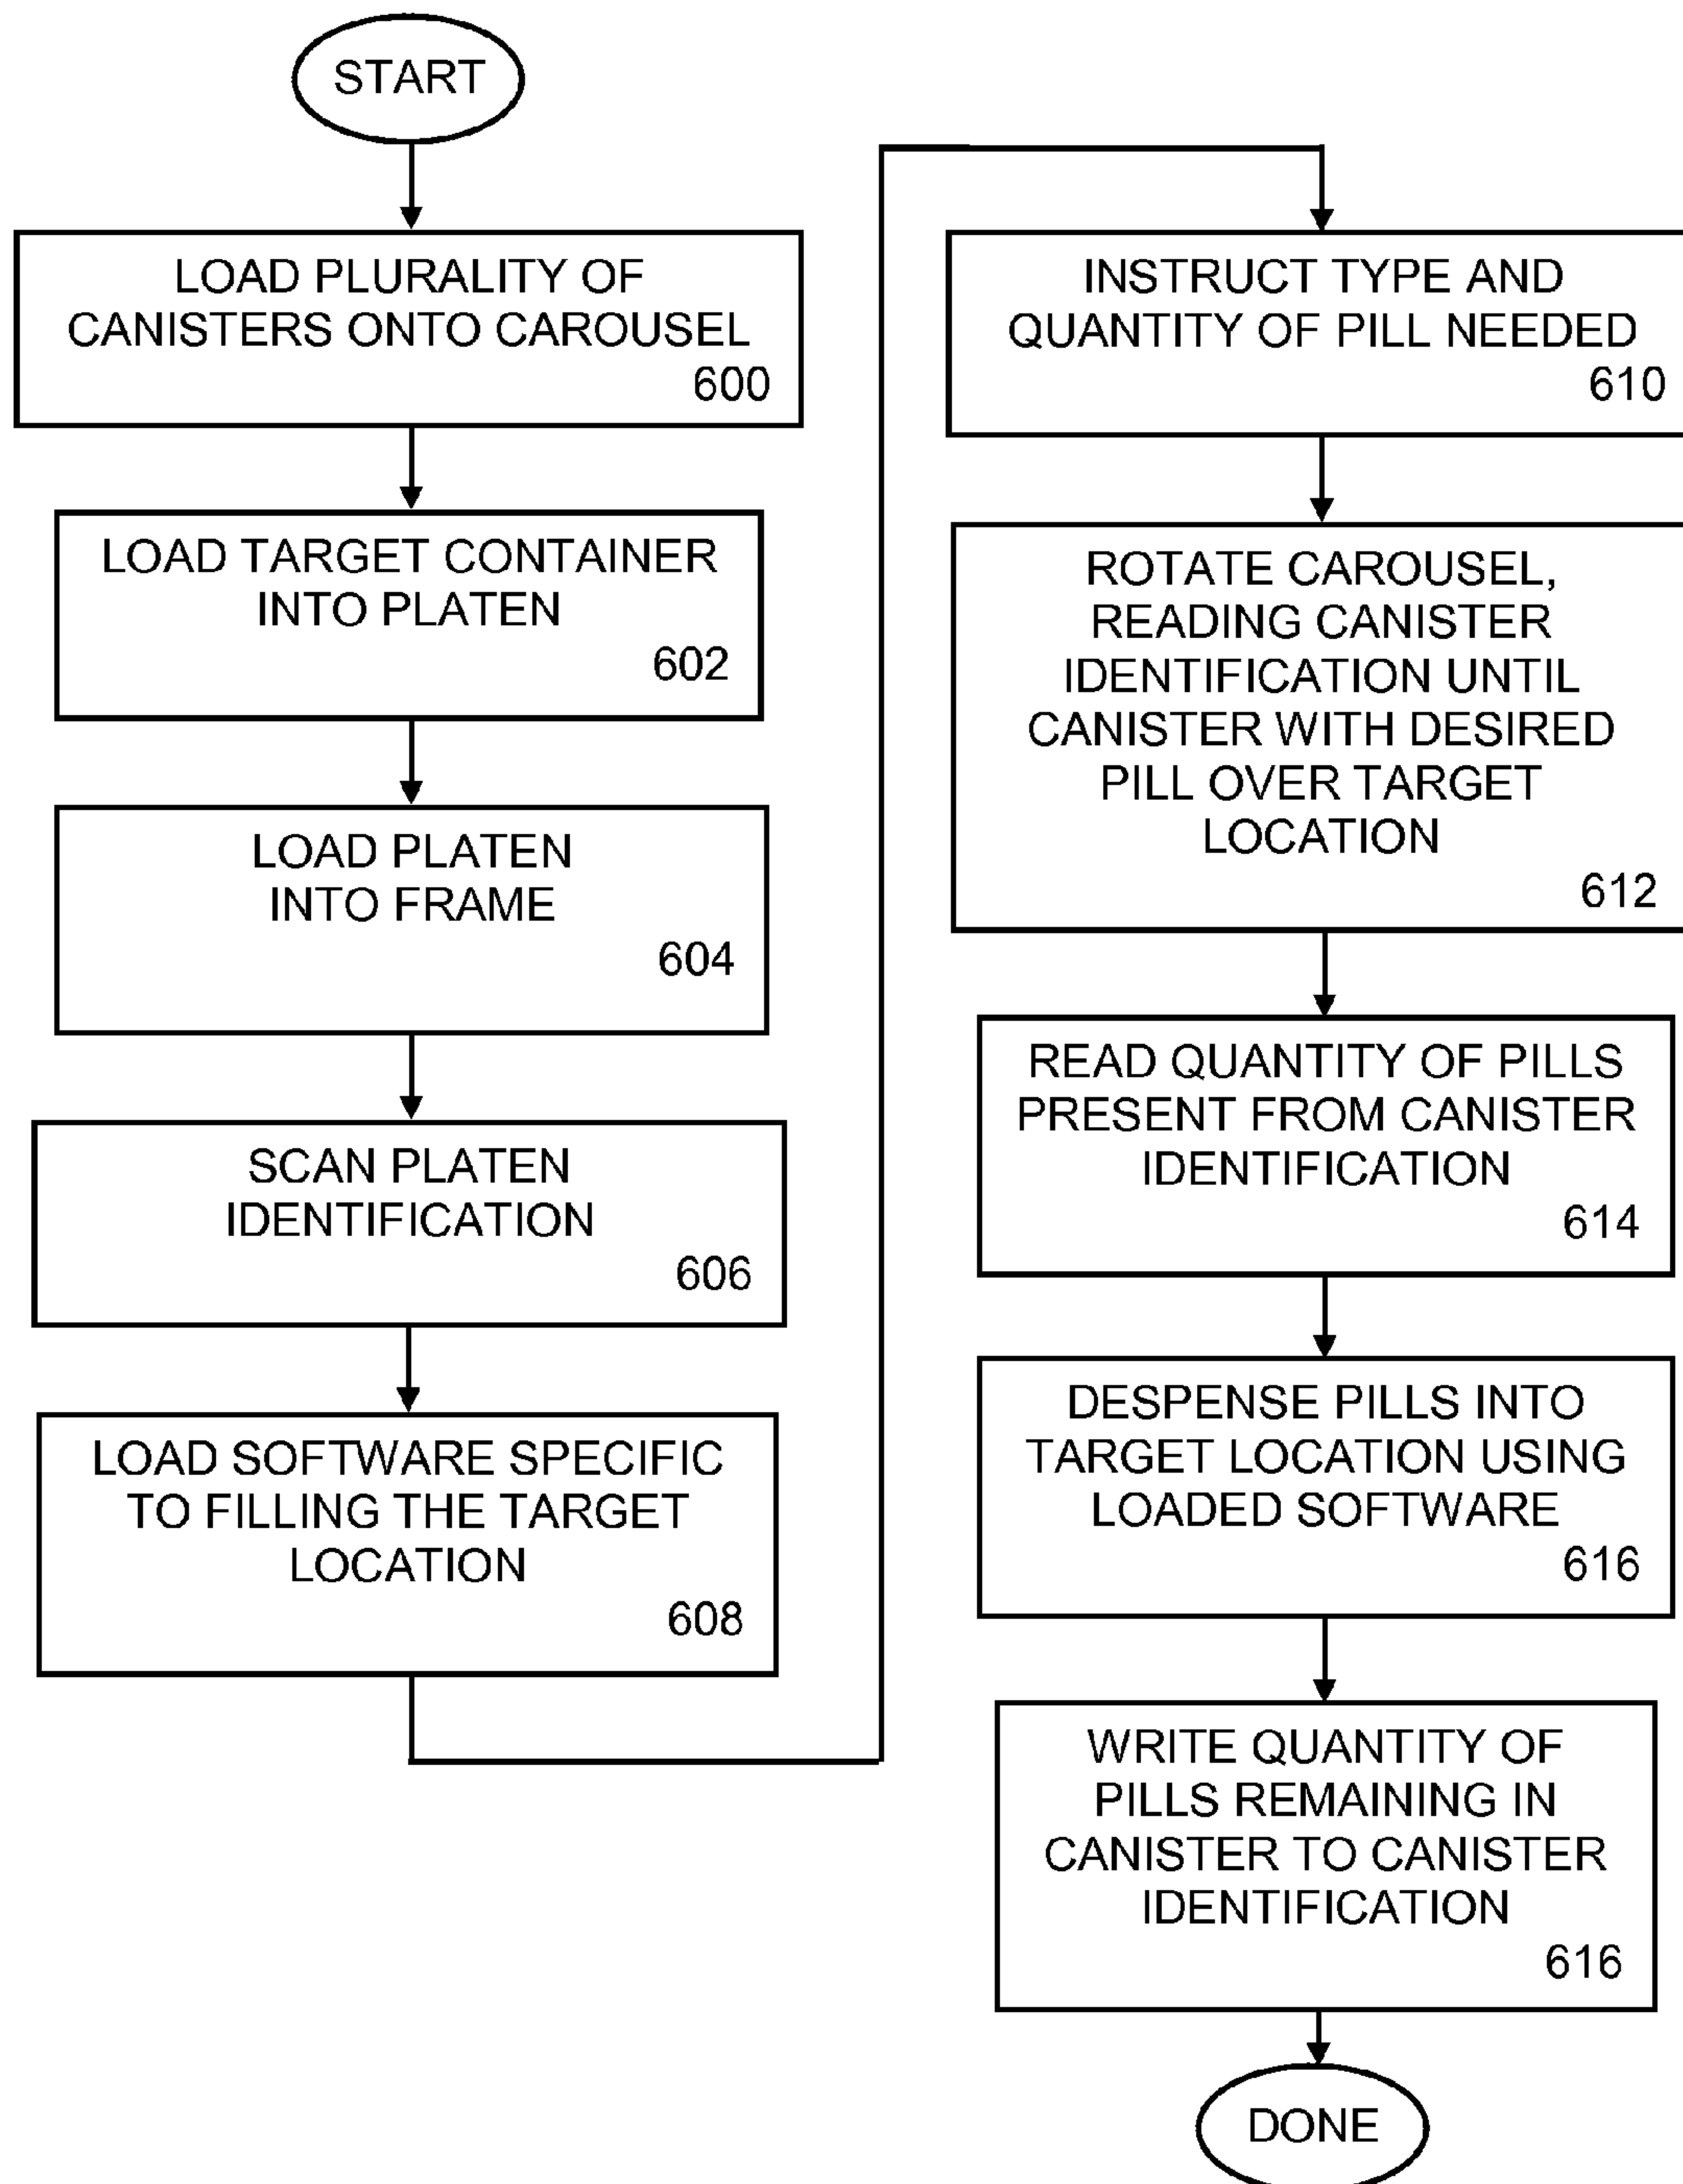 START
LOAD PLURALITY OF
CANISTERS ONTO CAROUSEL
600
LOAD TARGET CONTAINER
INTO PLATEN
602
LOAD PLATEN
INTO FRAME
604
SCAN PLATEN
IDENTIFICATION
606
LOAD SOFTWARE SPECIFIC
TO FILLING THE TARGET
LOCATION
608
INSTRUCT TYPE AND
QUANTITY OF PILL NEEDED
610
ROTATE CAROUSEL,
READING CANISTER
IDENTIFICATION UNTIL
CANISTER WITH DESIRED
PILL OVER TARGET
LOCATION
612
READ QUANTITY OF PILLS
PRESENT FROM CANISTER
IDENTIFICATION
614
DESPENSE PILLS INTO
TARGET LOCATION USING
LOADED SOFTWARE
616
WRITE QUANTITY OF
PILLS REMAINING IN
CANISTER TO CANISTER
IDENTIFICATION
616
DONE